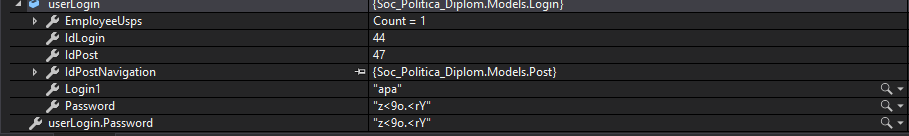 userLogin {Soc_Politica_Diplom.Models.Login}
EmployeeUsps Count = 1
IdLogin 44
IdPost 47
IdPostNavigation {Soc_Politica_Diplom.Models.Post}
Login1 "apa"
Password "z<9o.<rY"
userLogin.Password "z<9o.<rY"